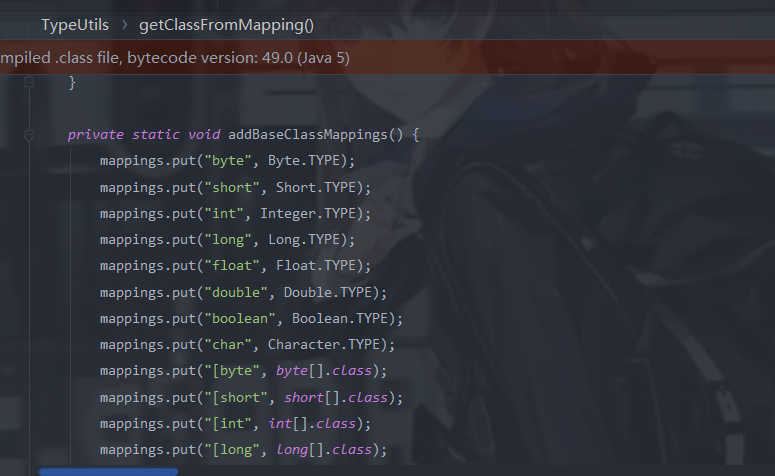 TypeUtils > getClassFromMapping()
mpiled .class file, bytecode version: 49.0 (Java 5)
}
private static void addBaseClassMappings() {
mappings.put("byte", Byte.TYPE);
mappings.put("short", Short.TYPE);
mappings.put("int", Integer.TYPE);
mappings.put("long", Long.TYPE);
mappings.put("float", Float.TYPE);
mappings.put("double", Double.TYPE);
mappings.put("boolean", Boolean.TYPE);
mappings.put("char", Character.TYPE);
mappings.put("[byte", byte[].class);
mappings.put("[short", short[].class);
mappings.put("[int", int[].class);
mappings.put("[long", long[].class);